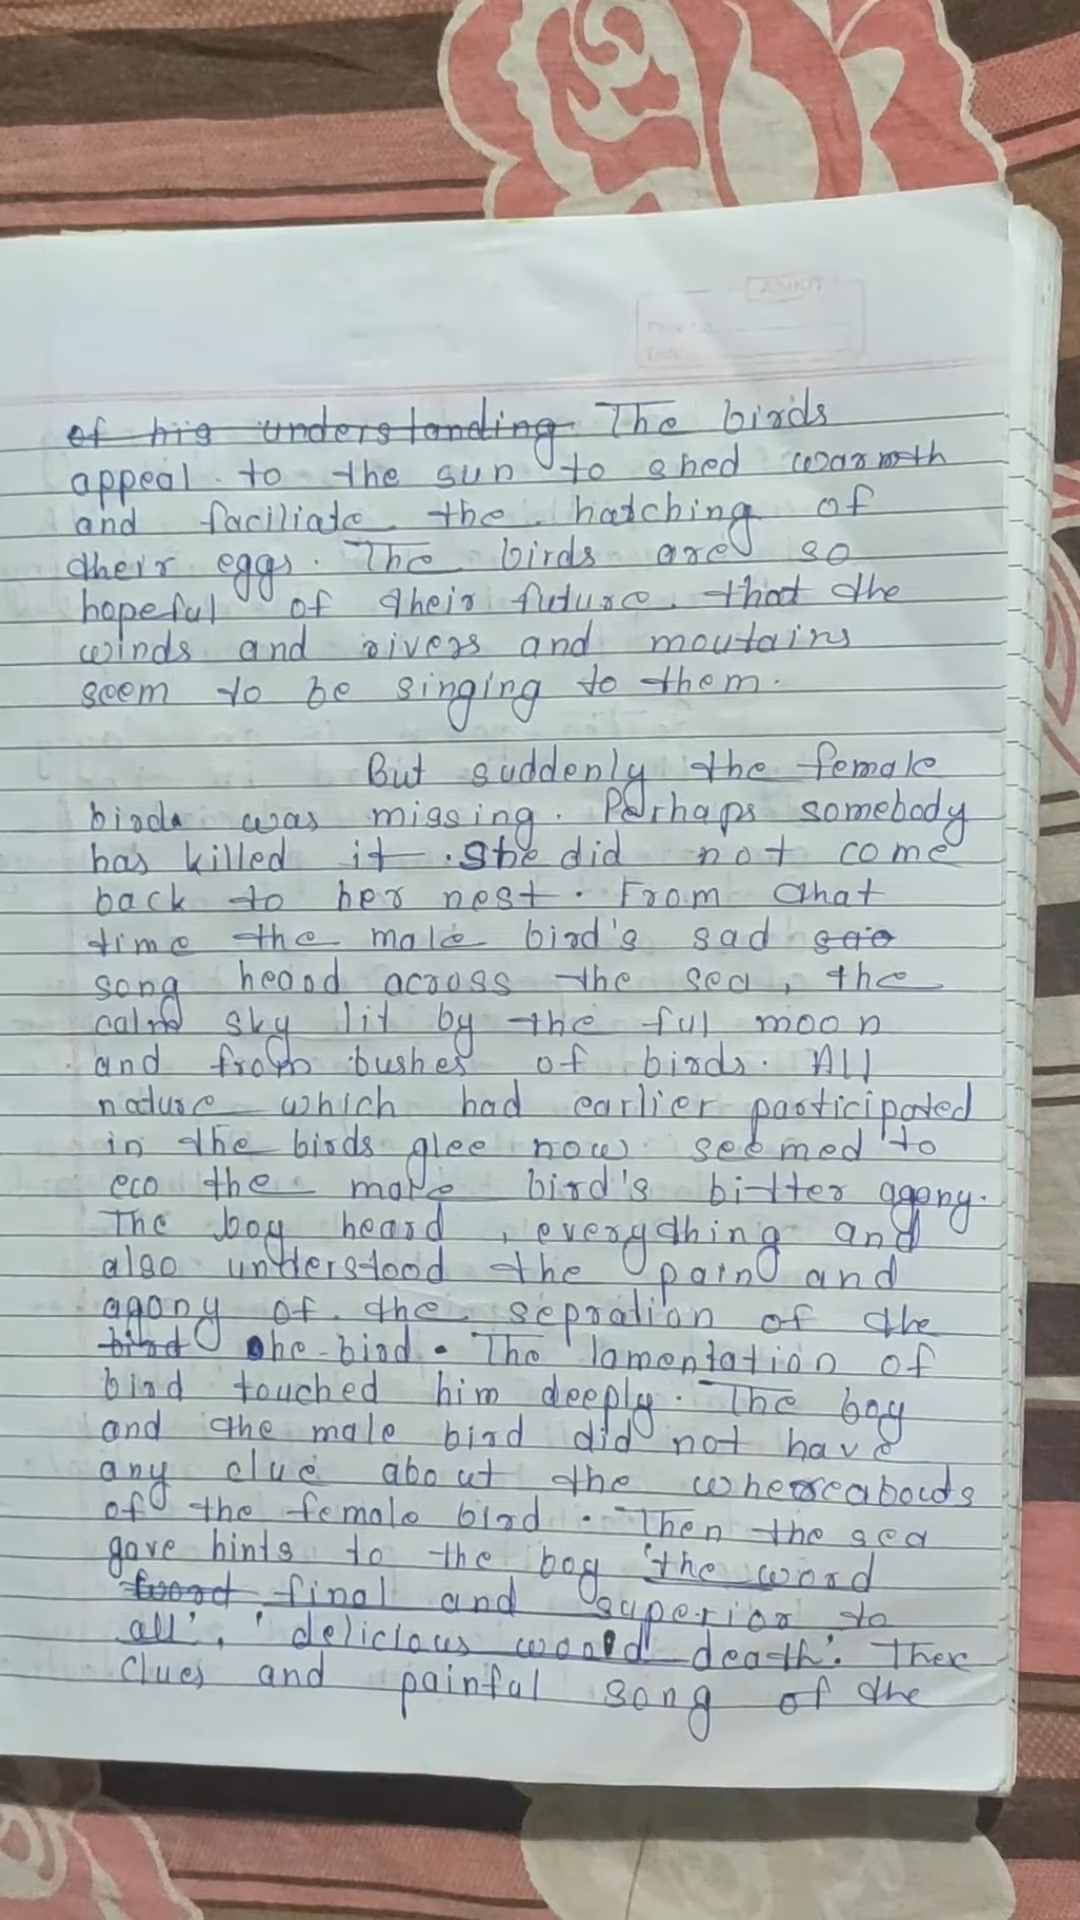 ANKIT
of his understanding The birds
appeal to the sun to shed warmth
and faciliate the hatching of
their eggs. The birds are so
hopeful of their future that the
winds and rivers and moutains
seem to be singing to them.
But suddenly the female
birda was missing. Perhaps somebody
has killed it. She did not come
back to her nest. From that
time the male bird's sad sao
song heard across the sea, the
calm sky lit by the ful moon
and from bushes of birds. All
nature which had earlier participated
in the birds glee now seemed to
eco the male bird's bitter agony.
The boy heard, everything and
also understood the pain and
agony of the sepration of the
bird she-bird. The lamentation of
bird touched him deeply. The boy
and the male bird did not have
any clue about the whereabouts
of the female bird. Then the sea
gave hints to the boy 'the word
word final and superior to
all', 'delicious word death'. Thex
clues and painful song of the